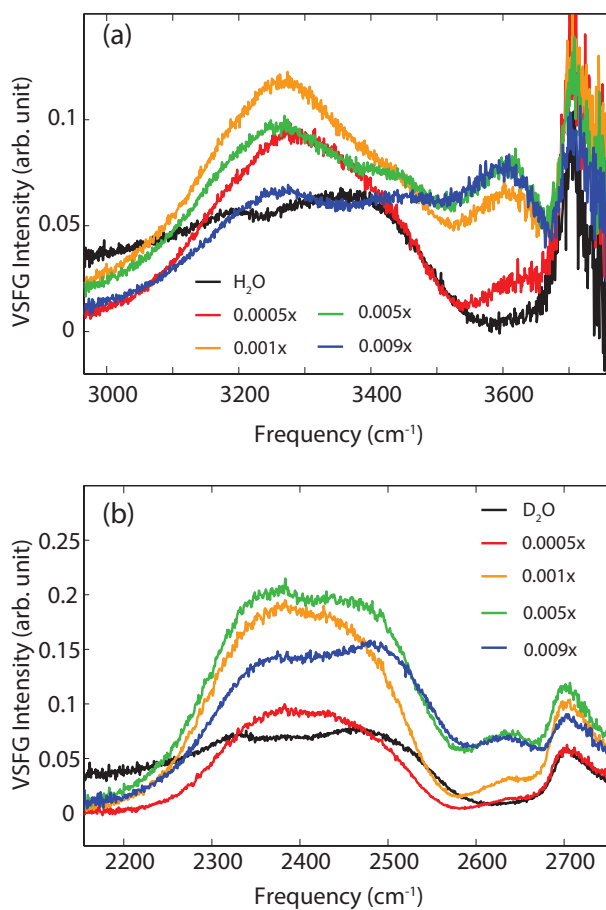 (a)
VSFG Intensity (arb. unit)
0.1
0.05
0
H₂O
0.0005x
0.001x
0.005x
0.009x
3000 3200 3400 3600
Frequency (cm⁻¹)
(b)
VSFG Intensity (arb. unit)
0.25
0.2
0.15
0.1
0.05
0
D₂O
0.0005x
0.001x
0.005x
0.009x
2200 2300 2400 2500 2600 2700
Frequency (cm⁻¹)